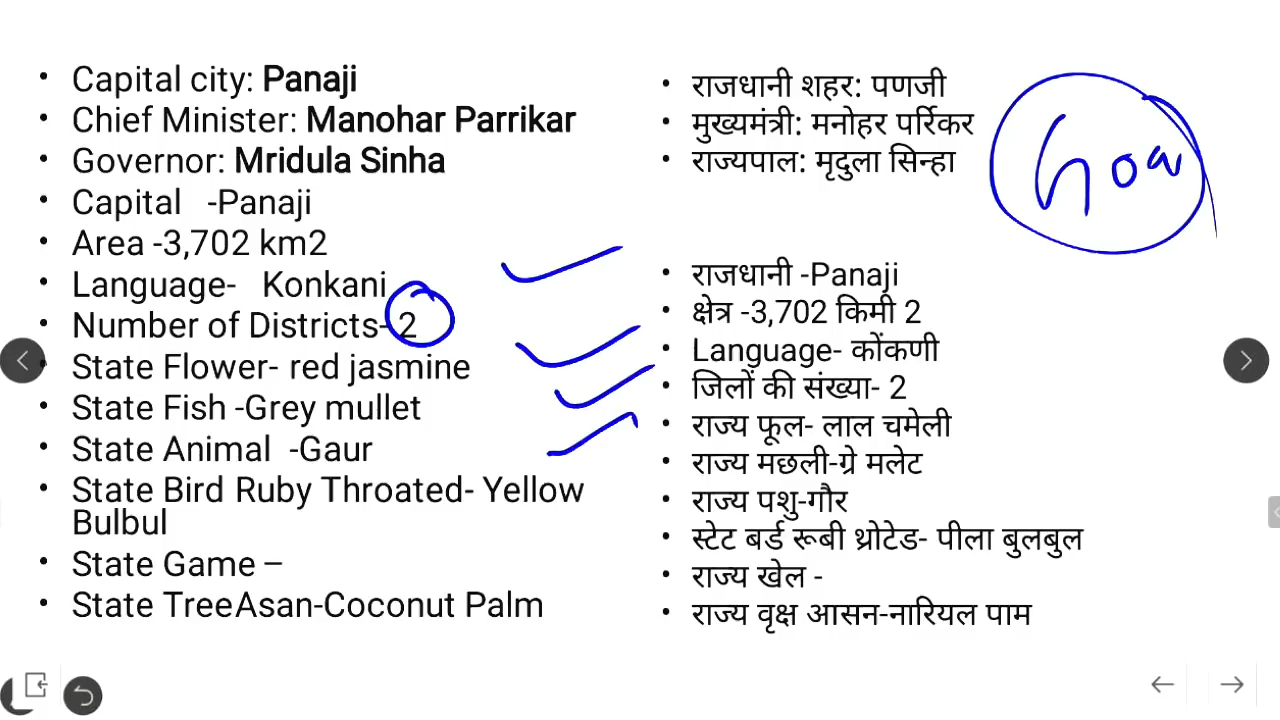 • Capital city: Panaji
• Chief Minister: Manohar Parrikar
• Governor: Mridula Sinha
• Capital -Panaji
• Area -3,702 km2
• Language- Konkani
• Number of Districts- 2
• State Flower- red jasmine
• State Fish -Grey mullet
• State Animal -Gaur
• State Bird Ruby Throated- Yellow
Bulbul
• State Game –
• State TreeAsan-Coconut Palm
• राजधानी शहर: पणजी
• मुख्यमंत्री: मनोहर पर्रिकर
• राज्यपाल: मृदुला सिन्हा
• राजधानी -Panaji
• क्षेत्र -3,702 किमी 2
• Language- कोंकणी
• जिलों की संख्या- 2
• राज्य फूल- लाल चमेली
• राज्य मछली-ग्रे मलेट
• राज्य पशु-गौर
• स्टेट बर्ड रूबी थ्रोटेड- पीला बुलबुल
• राज्य खेल -
• राज्य वृक्ष आसन-नारियल पाम
Goa